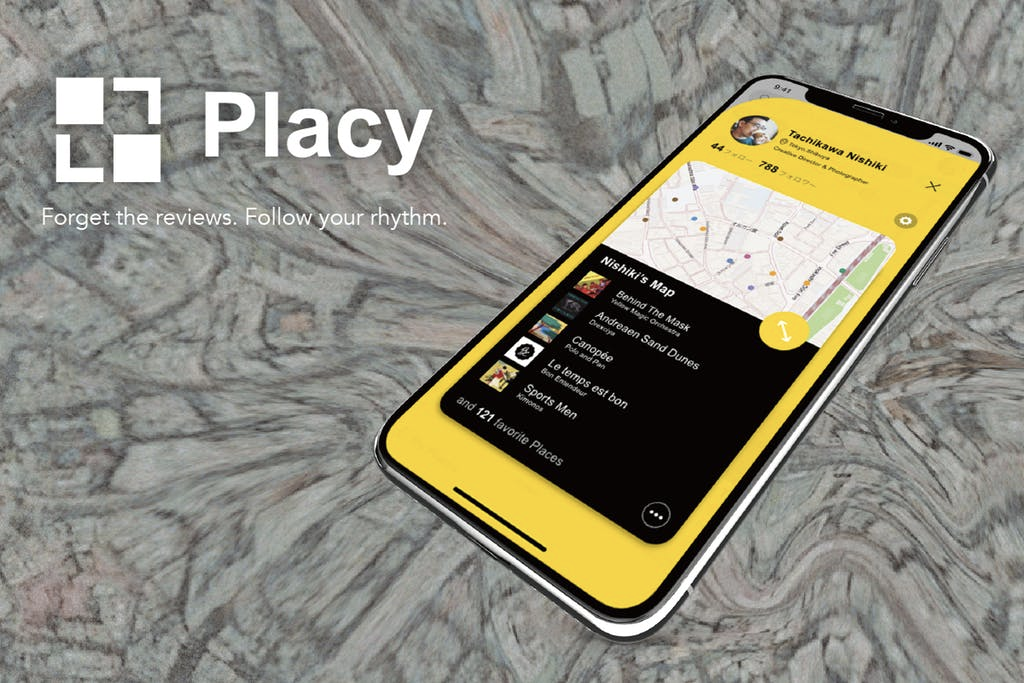 Placy
Forget the reviews. Follow your rhythm.
9:41
Tachikawa Nishiki
Tokyo Shibuya
Creative Director & Photographer
44 フォロー 788 フォロワー
Nishiki's Map
Behind The Mask
Yellow Magic Orchestra
Andreaen Sand Dunes
Drexciya
Canopée
Polo and Pan
Le temps est bon
Bon Entendeur
Sports Men
Kimonos
and 121 favorite Places